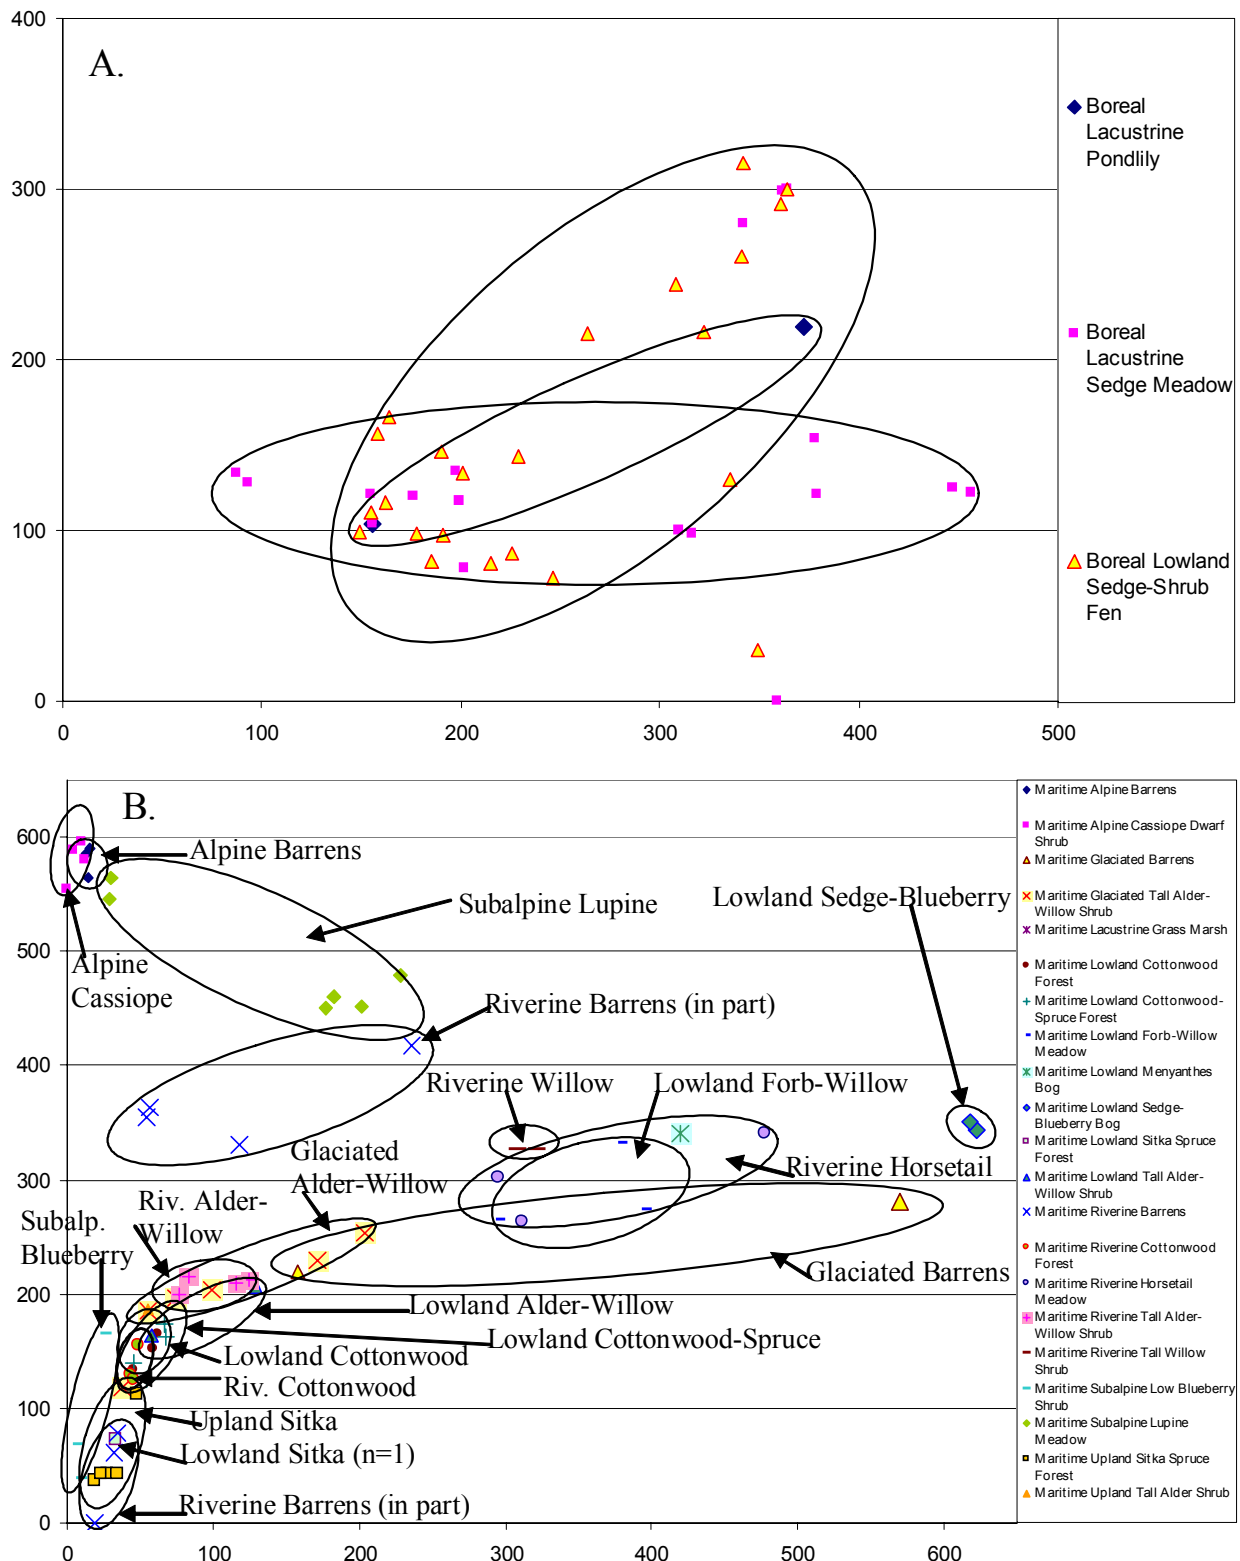 400
A.
300
200
100
0
0 100 200 300 400 500
Boreal
Lacustrine
Pondlily
Boreal
Lacustrine
Sedge Meadow
Boreal Lowland
Sedge-Shrub
Fen
B.
600
500
400
300
200
100
0
0 100 200 300 400 500 600
Alpine Barrens
Subalpine Lupine
Lowland Sedge-Blueberry
Alpine
Cassiope
Riverine Barrens (in part)
Riverine Willow
Lowland Forb-Willow
Glaciated
Alder-Willow
Riverine Horsetail
Riv. Alder-
Willow
Subalp.
Blueberry
Glaciated Barrens
Lowland Alder-Willow
Lowland Cottonwood-Spruce
Lowland Cottonwood
Riv. Cottonwood
Upland Sitka
Lowland Sitka (n=1)
Riverine Barrens (in part)
Maritime Alpine Barrens
Maritime Alpine Cassiope Dwarf
Shrub
Maritime Glaciated Barrens
Maritime Glaciated Tall Alder-
Willow Shrub
Maritime Lacustrine Grass Marsh
Maritime Lowland Cottonwood
Forest
Maritime Lowland Cottonwood-
Spruce Forest
Maritime Lowland Forb-Willow
Meadow
Maritime Lowland Menyanthes
Bog
Maritime Lowland Sedge-
Blueberry Bog
Maritime Lowland Sitka Spruce
Forest
Maritime Lowland Tall Alder-
Willow Shrub
Maritime Riverine Barrens
Maritime Riverine Cottonwood
Forest
Maritime Riverine Horsetail
Meadow
Maritime Riverine Tall Alder-
Willow Shrub
Maritime Riverine Tall Willow
Shrub
Maritime Subalpine Low Blueberry
Shrub
Maritime Subalpine Lupine
Meadow
Maritime Upland Sitka Spruce
Forest
Maritime Upland Tall Alder Shrub